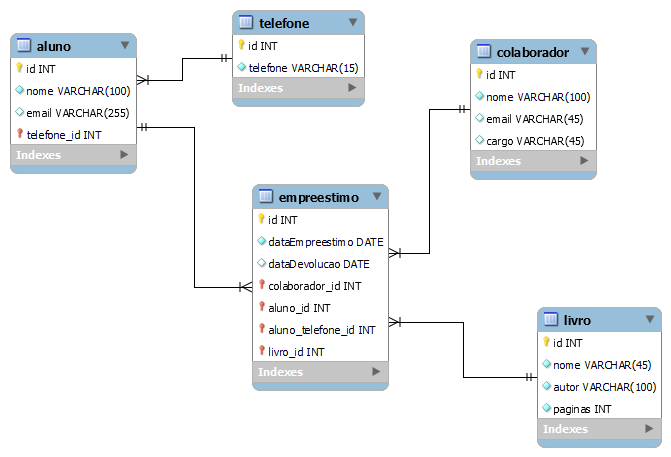 telefone
id INT
telefone VARCHAR(15)
Indexes
aluno
id INT
nome VARCHAR(100)
email VARCHAR(255)
telefone_id INT
Indexes
colaborador
id INT
nome VARCHAR(100)
email VARCHAR(45)
cargo VARCHAR(45)
Indexes
empreestimo
id INT
dataEmpreestimo DATE
dataDevolucao DATE
colaborador_id INT
aluno_id INT
aluno_telefone_id INT
livro_id INT
Indexes
livro
id INT
nome VARCHAR(45)
autor VARCHAR(100)
paginas INT
Indexes